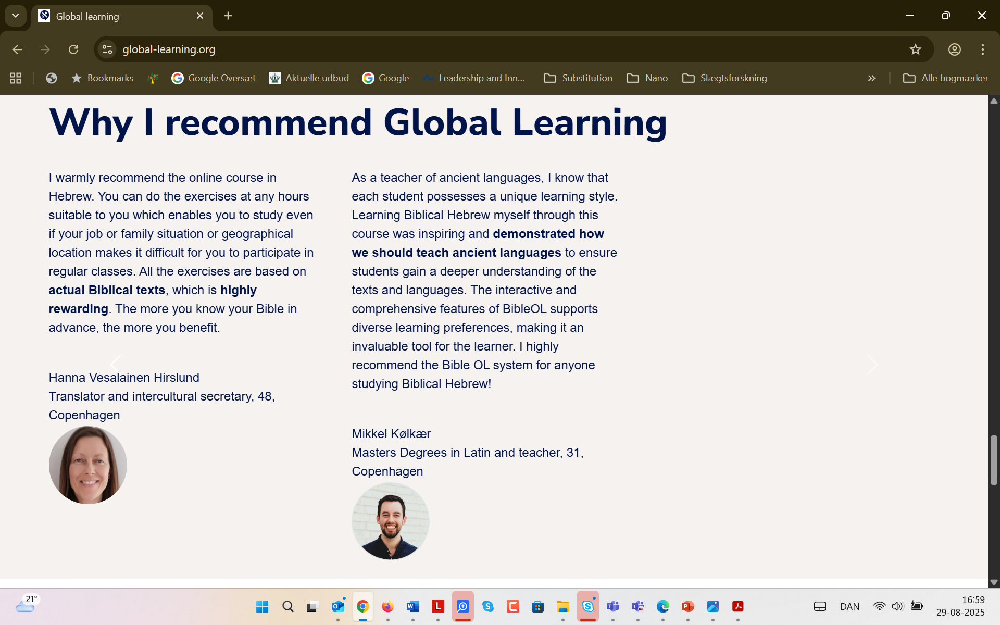 Global learning
global-learning.org
Bookmarks
Google Oversæt
Aktuelle udbud
Google
Leadership and Inn...
Substitution
Nano
Slægtsforskning
Alle bogmærker
Why I recommend Global Learning
I warmly recommend the online course in
Hebrew. You can do the exercises at any hours
suitable to you which enables you to study even
if your job or family situation or geographical
location makes it difficult for you to participate in
regular classes. All the exercises are based on
actual Biblical texts, which is highly
rewarding. The more you know your Bible in
advance, the more you benefit.
Hanna Vesalainen Hirslund
Translator and intercultural secretary, 48,
Copenhagen
As a teacher of ancient languages, I know that
each student possesses a unique learning style.
Learning Biblical Hebrew myself through this
course was inspiring and demonstrated how
we should teach ancient languages to ensure
students gain a deeper understanding of the
texts and languages. The interactive and
comprehensive features of BibleOL supports
diverse learning preferences, making it an
invaluable tool for the learner. I highly
recommend the Bible OL system for anyone
studying Biblical Hebrew!
Mikkel Kølkær
Masters Degrees in Latin and teacher, 31,
Copenhagen
21°
DAN
16:59
29-08-2025